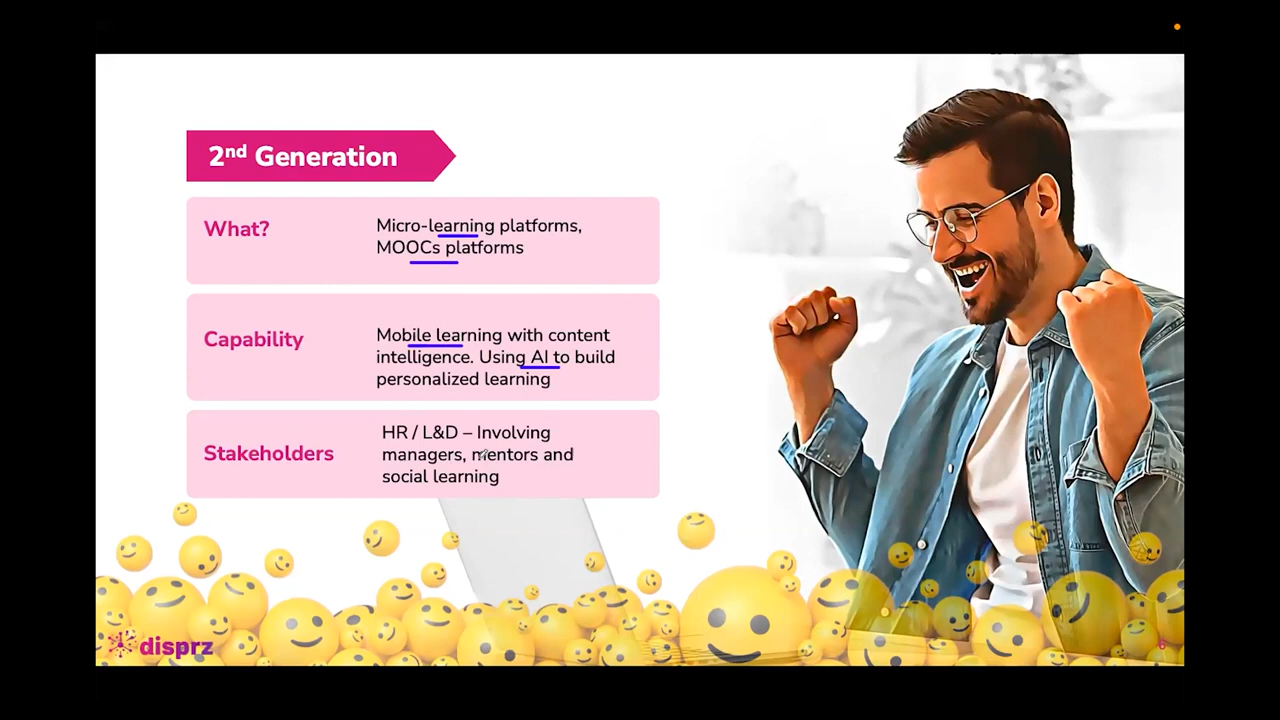 2nd Generation
What?
Micro-learning platforms,
MOOCs platforms
Capability
Mobile learning with content
intelligence. Using AI to build
personalized learning
Stakeholders
HR / L&D – Involving
managers, mentors and
social learning
disprz
6